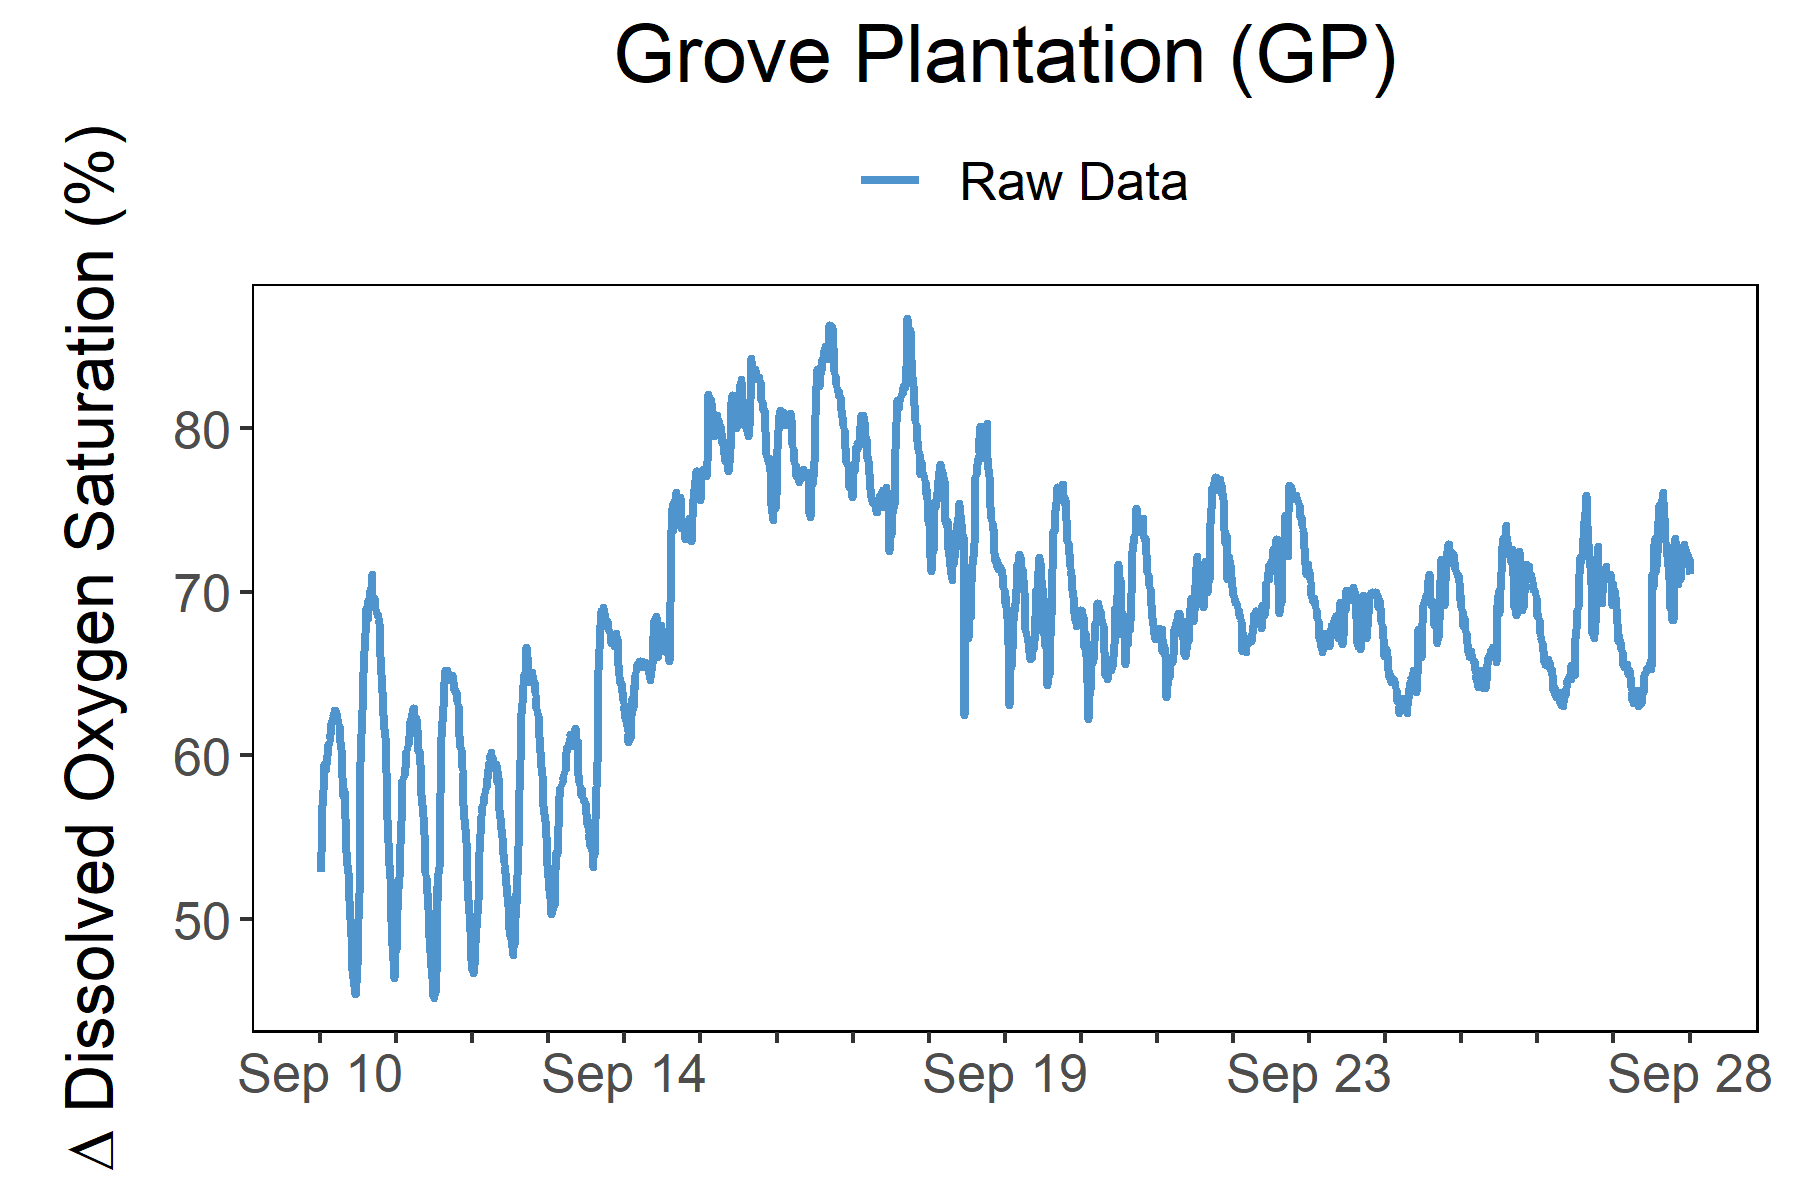 Grove Plantation (GP)
Raw Data
Δ Dissolved Oxygen Saturation (%)
80
70
60
50
Sep 10
Sep 14
Sep 19
Sep 23
Sep 28